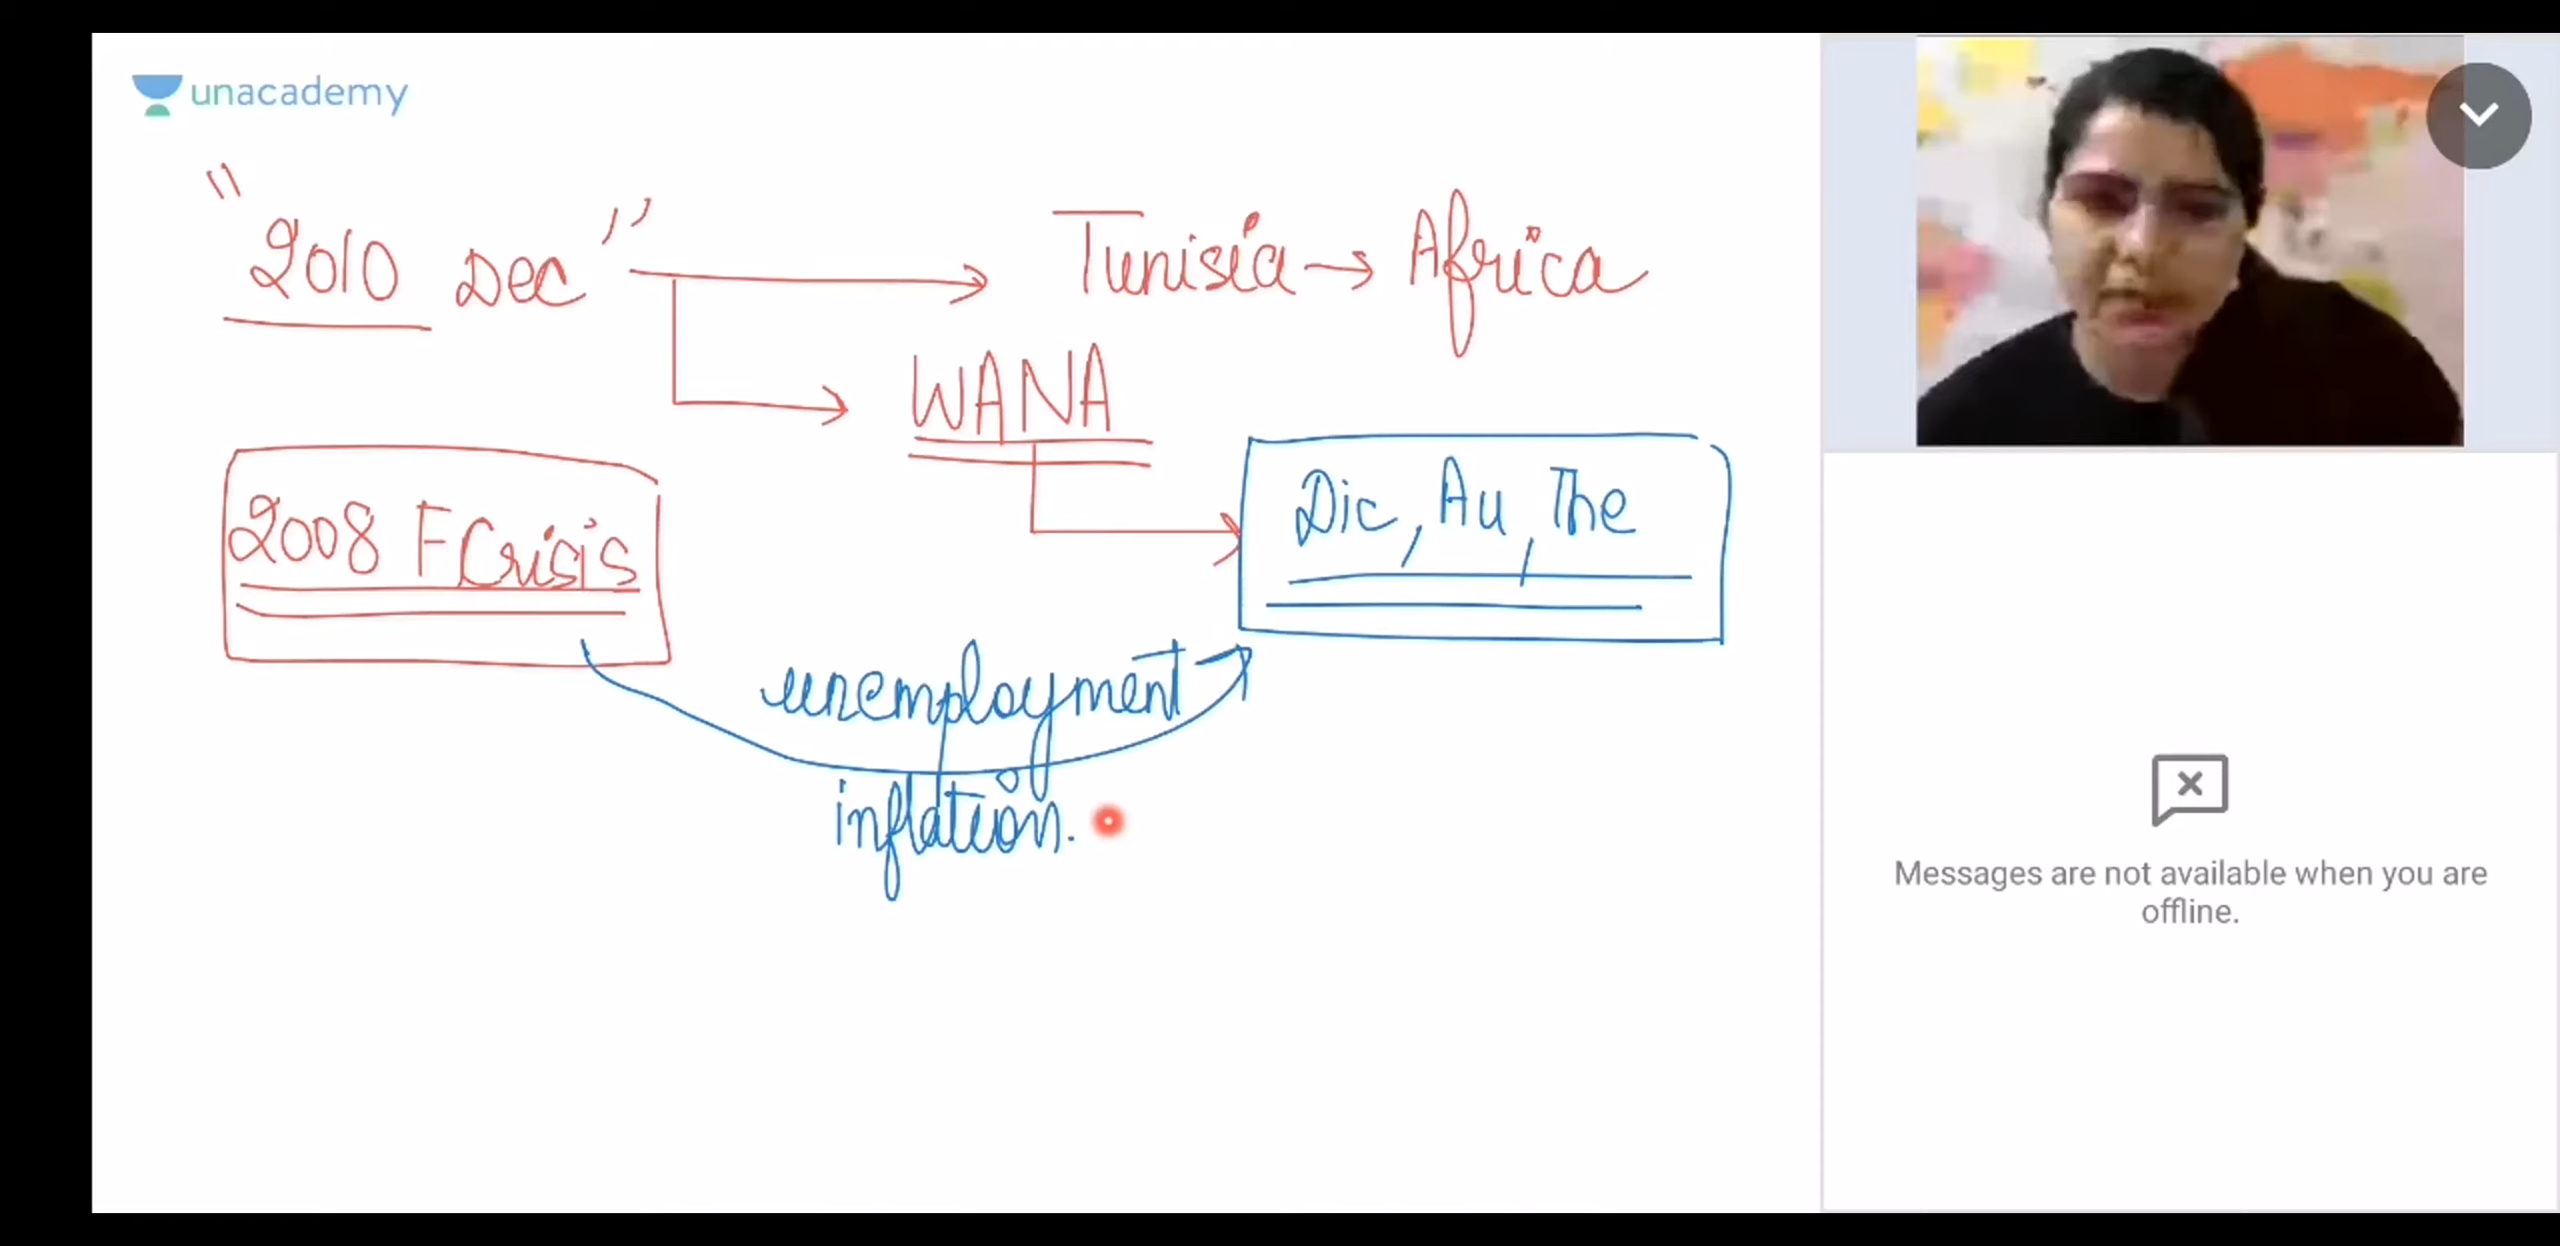 unacademy
"2010 Dec" → Tunisia → Africa
WANA
2008 F Crisis
Dic, Au, The
unemployment
inflation.
Messages are not available when you are
offline.